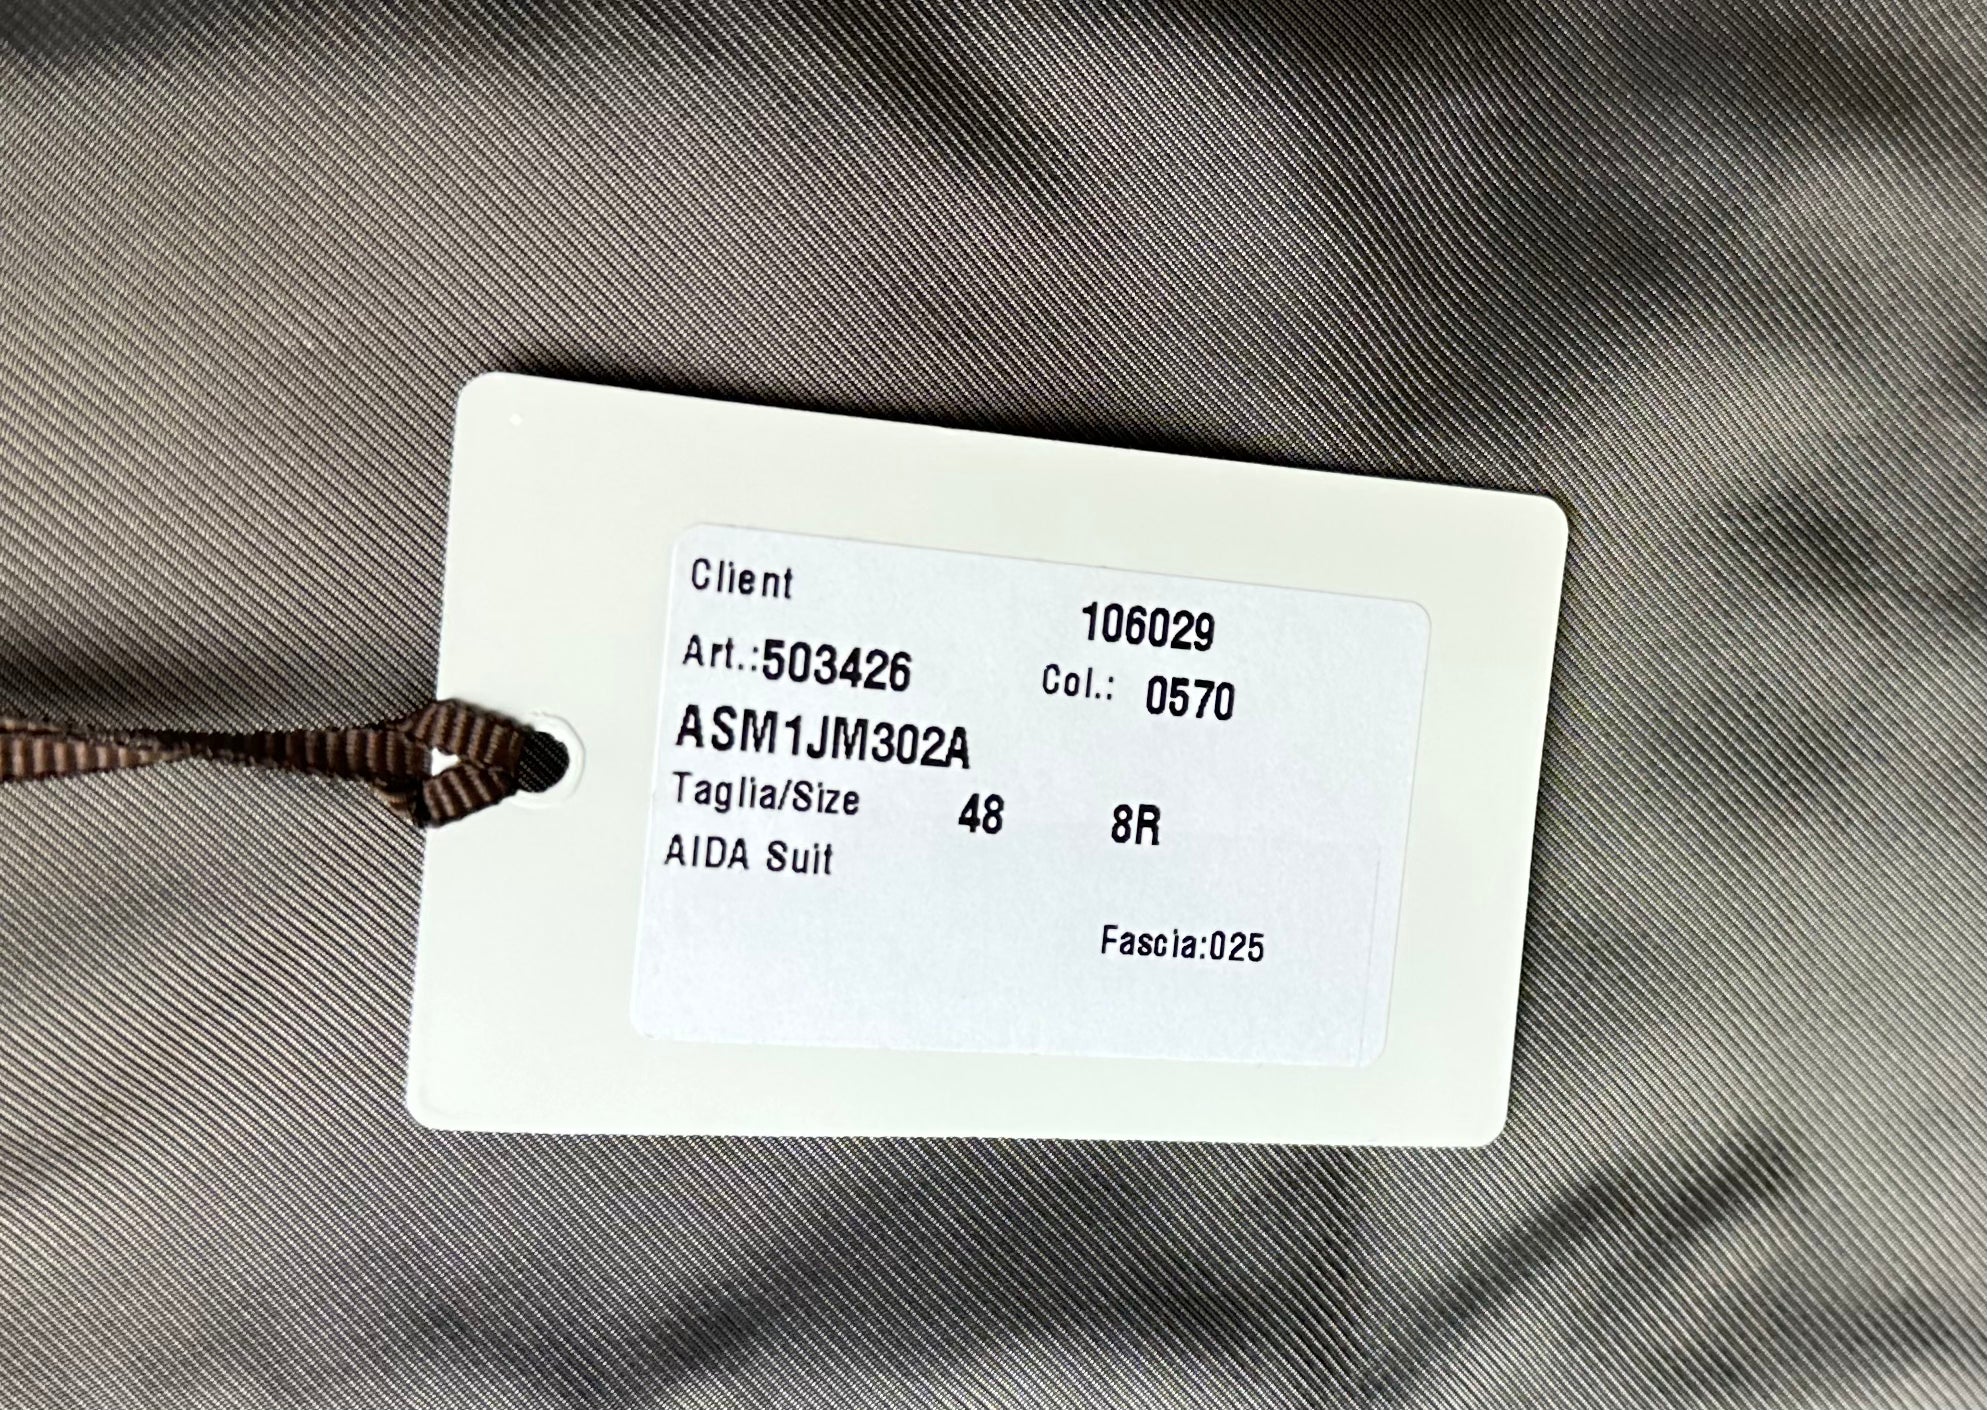 Client 106029
Art.:503426 Col.: 0570
ASM1JM302A
Taglia/Size 48 8R
AIDA Suit
Fascia:025